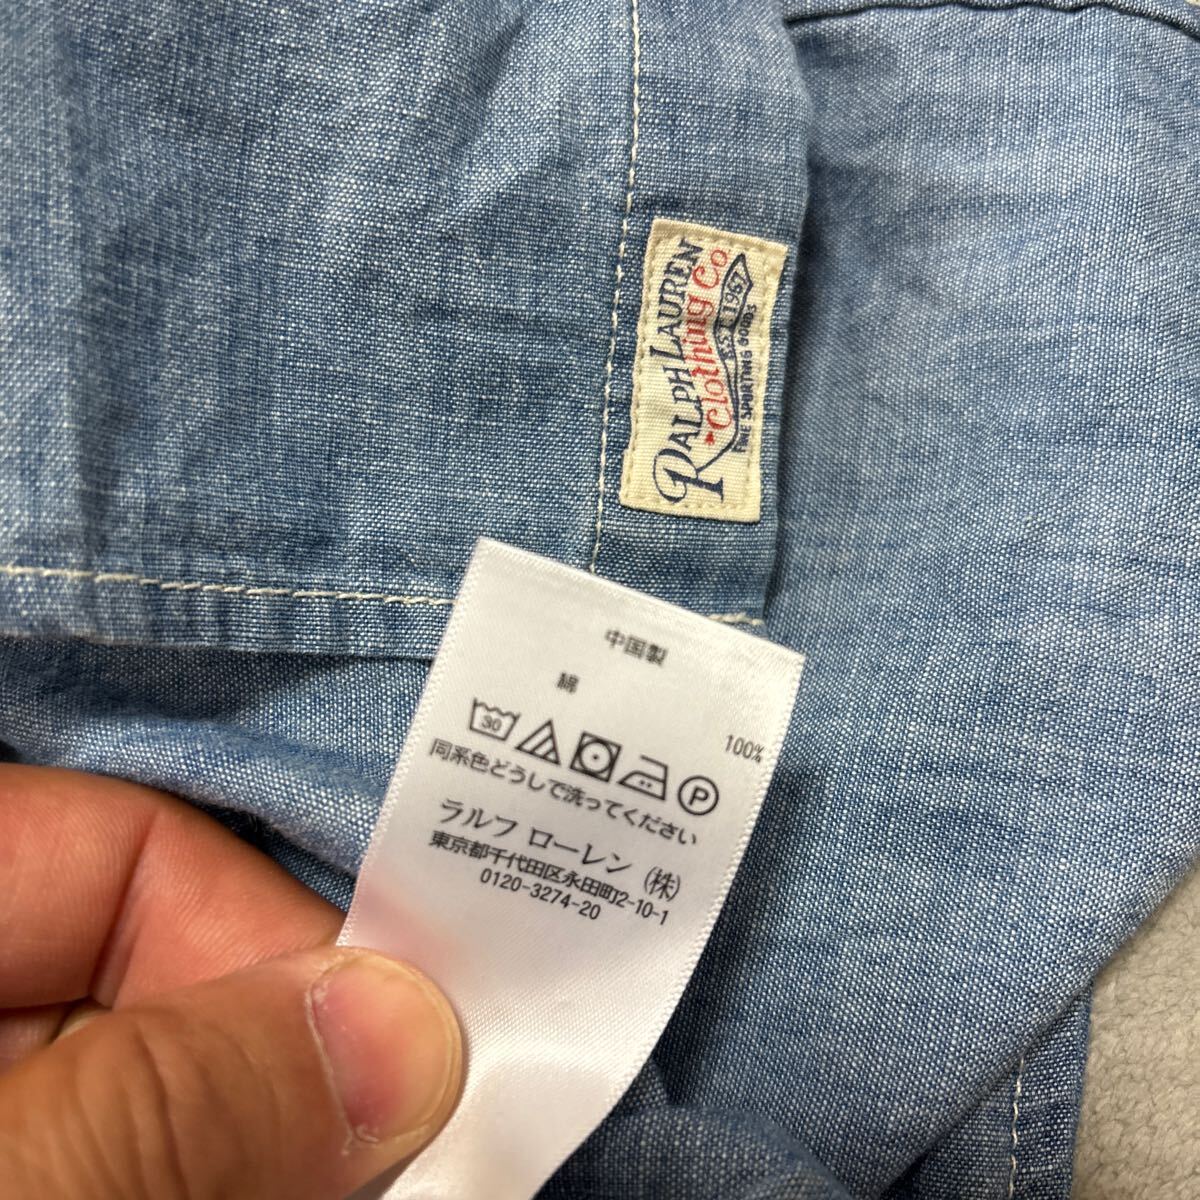 RALPH LAUREN
Clothing Co
EST. 1967
FINE SPORTING GOODS
中国製
綿
100%
30
P
同系色どうしで洗ってください
ラルフ ローレン (株)
東京都千代田区永田町2-10-1
0120-3274-20